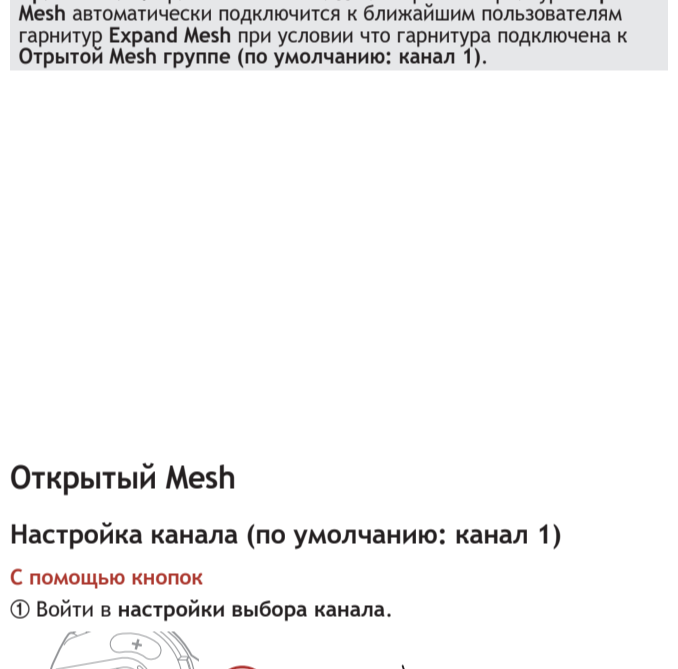 Mesh автоматически подключится к ближайшим пользователям
гарнитур Expand Mesh при условии что гарнитура подключена к
Отрытой Mesh группе (по умолчанию: канал 1).
Открытый Mesh
Настройка канала (по умолчанию: канал 1)
С помощью кнопок
① Войти в настройки выбора канала.
+